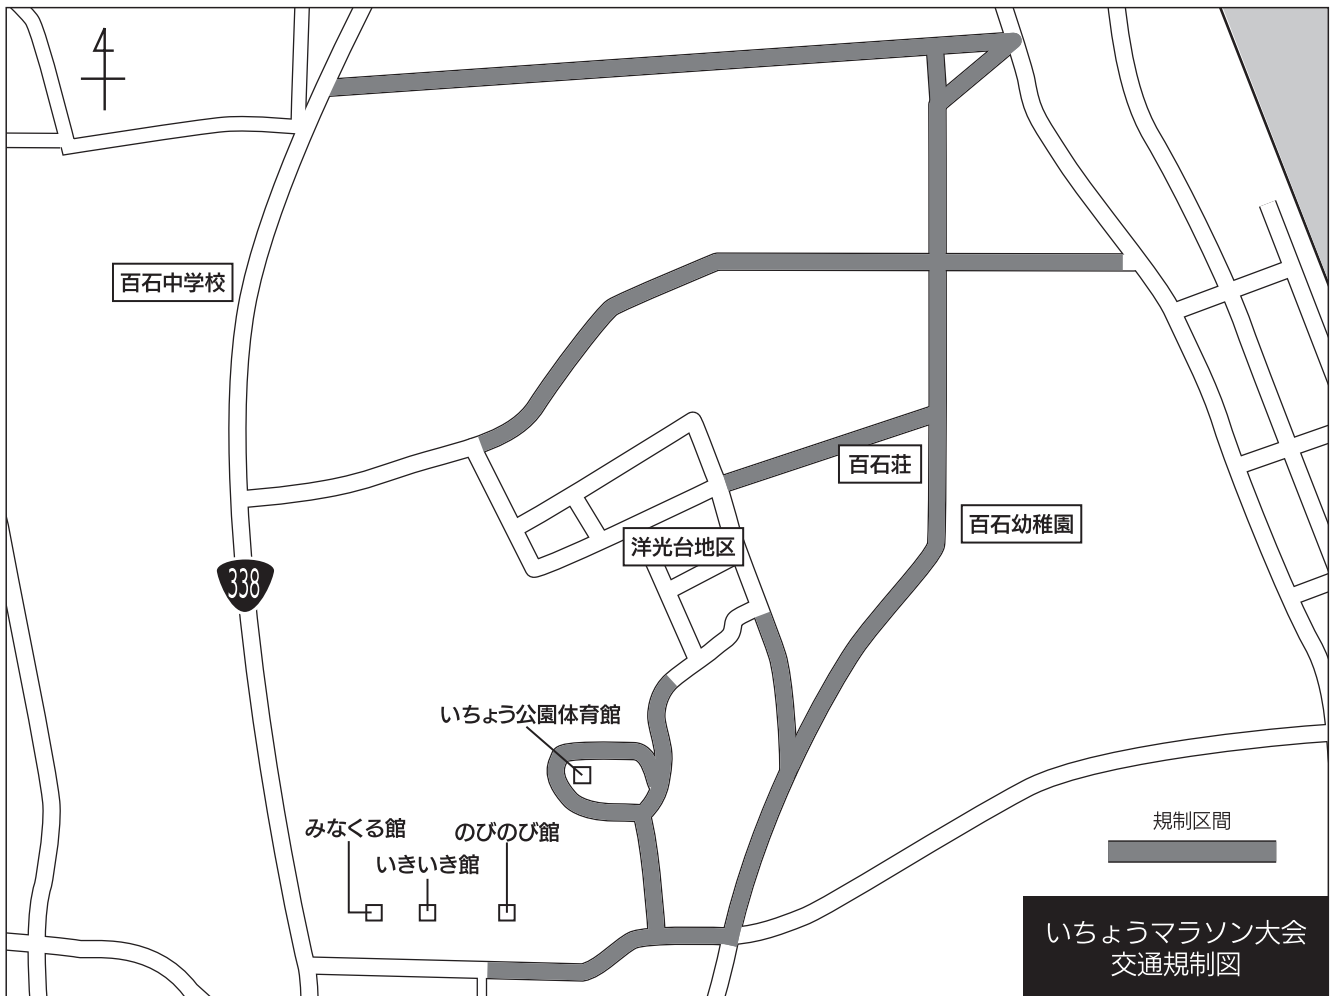 4
百石中学校
百石荘
百石幼稚園
洋光台地区
338
いちょう公園体育館
みなくる館
のびのび館
いきいき館
規制区間
いちょうマラソン大会
交通規制図